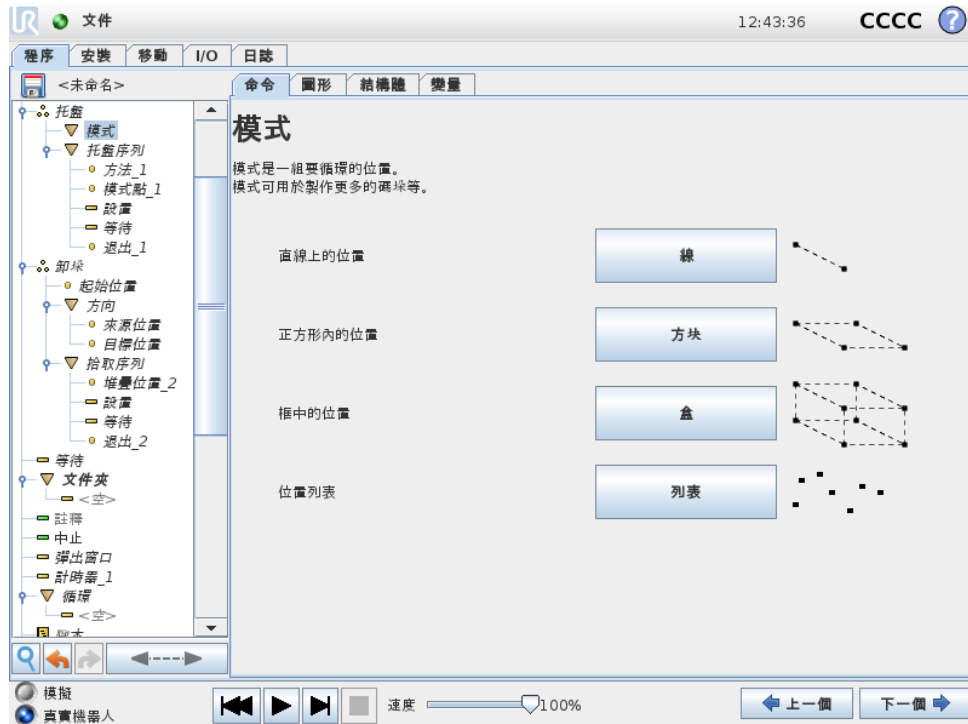 UR 文件 12:43:36 CCCC ?
程序 安裝 移動 I/O 日誌
<未命名>
命令 圖形 結構體 變量
托盤
模式
托盤序列
方法_1
模式點_1
設置
等待
退出_1
卸垛
起始位置
方向
來源位置
目標位置
拾取序列
堆疊位置_2
設置
等待
退出_2
等待
文件夾
<空>
註釋
中止
彈出窗口
計時器_1
循環
<空>
模式
模式是一組要循環的位置。
模式可用於製作更多的碼垛等。
直線上的位置 線
正方形內的位置 方块
框中的位置 盒
位置列表 列表
模擬
真實機器人
速度 100%
上一個 下一個